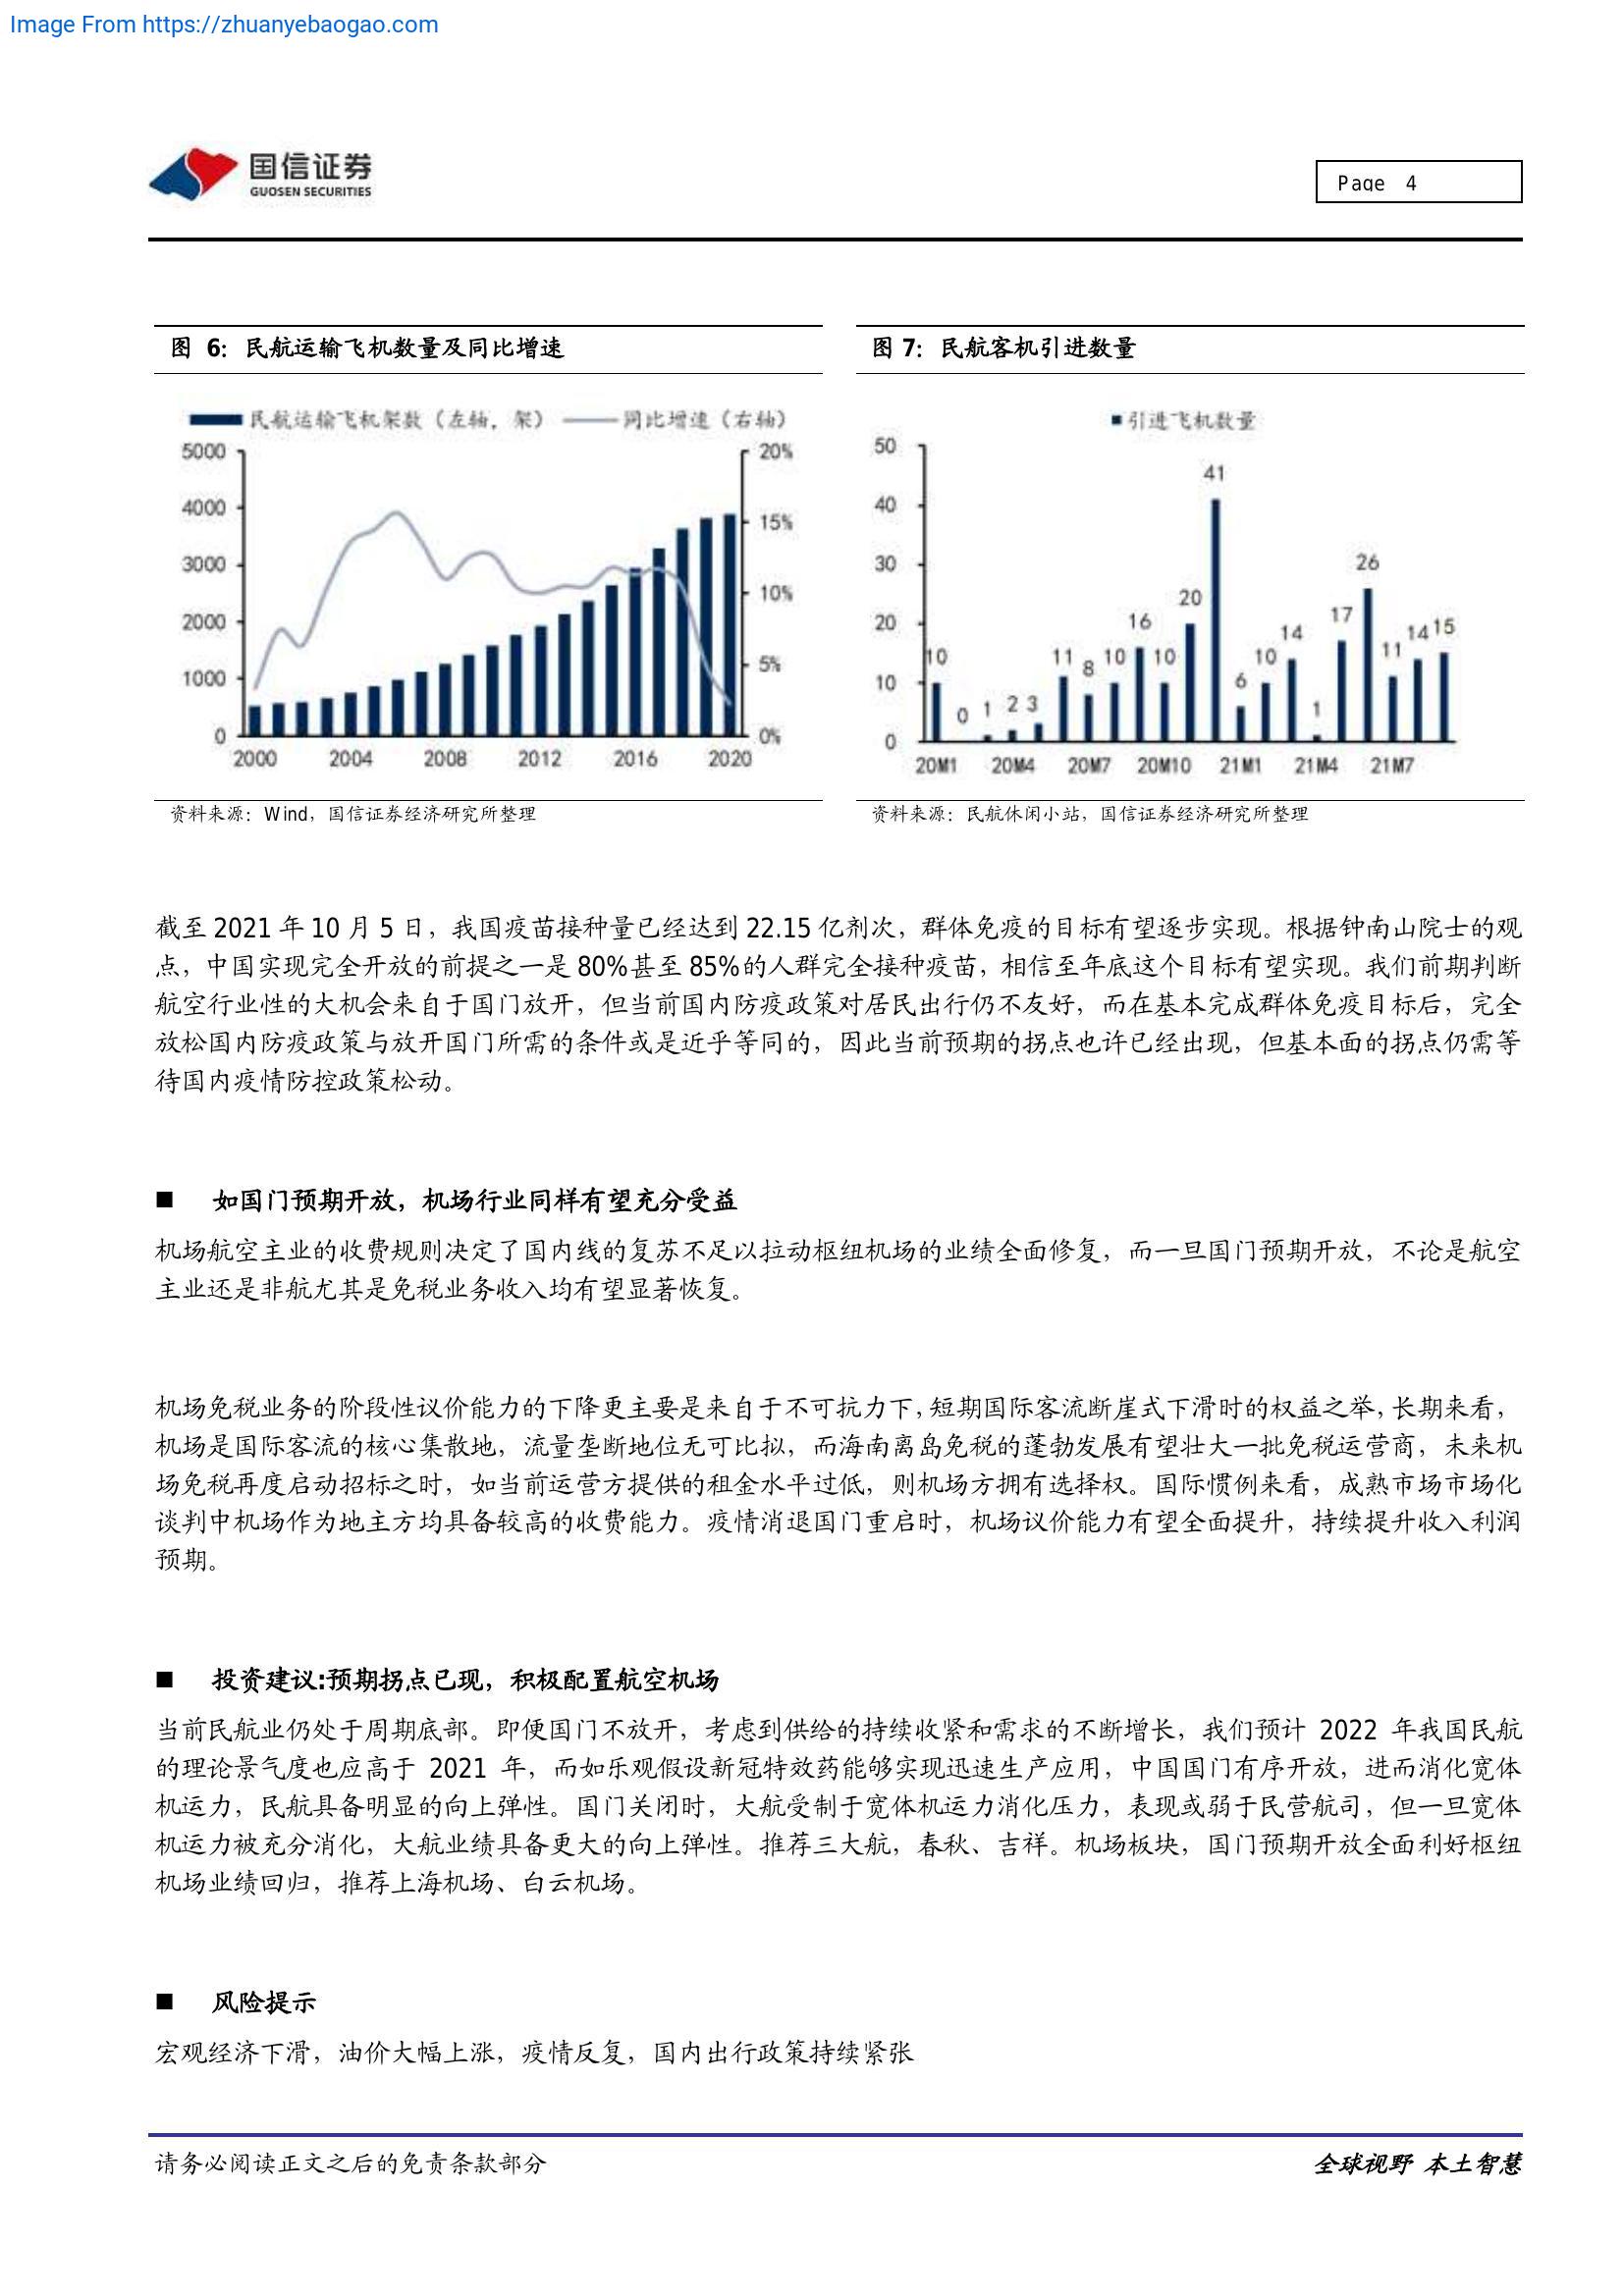 Image From https://zhuanyebaogao.com
国信证券
GUOSEN SECURITIES
Page 4
图 6：民航运输飞机数量及同比增速
民航运输飞机架数（左轴，架） 同比增速（右轴）
5000 20%
4000 15%
3000 10%
2000 5%
1000 0%
0
2000 2004 2008 2012 2016 2020
资料来源：Wind，国信证券经济研究所整理
图 7：民航客机引进数量
引进飞机数量
50
40
30
20
10
0
10 0 1 2 3 11 8 10 16 10 20 41 6 10 14 1 17 26 11 14 15
20M1 20M4 20M7 20M10 21M1 21M4 21M7
资料来源：民航休闲小站，国信证券经济研究所整理
截至 2021 年 10 月 5 日，我国疫苗接种量已经达到 22.15 亿剂次，群体免疫的目标有望逐步实现。根据钟南山院士的观
点，中国实现完全开放的前提之一是 80%甚至 85%的人群完全接种疫苗，相信至年底这个目标有望实现。我们前期判断
航空行业性的大机会来自于国门放开，但当前国内防疫政策对居民出行仍不友好，而在基本完成群体免疫目标后，完全
放松国内防疫政策与放开国门所需的条件或是近乎等同的，因此当前预期的拐点也许已经出现，但基本面的拐点仍需等
待国内疫情防控政策松动。
■ 如国门预期开放，机场行业同样有望充分受益
机场航空主业的收费规则决定了国内线的复苏不足以拉动枢纽机场的业绩全面修复，而一旦国门预期开放，不论是航空
主业还是非航尤其是免税业务收入均有望显著恢复。
机场免税业务的阶段性议价能力的下降更主要是来自于不可抗力下，短期国际客流断崖式下滑时的权益之举，长期来看，
机场是国际客流的核心集散地，流量垄断地位无可比拟，而海南离岛免税的蓬勃发展有望壮大一批免税运营商，未来机
场免税再度启动招标之时，如当前运营方提供的租金水平过低，则机场方拥有选择权。国际惯例来看，成熟市场市场化
谈判中机场作为地主方均具备较高的收费能力。疫情消退国门重启时，机场议价能力有望全面提升，持续提升收入利润
预期。
■ 投资建议:预期拐点已现，积极配置航空机场
当前民航业仍处于周期底部。即便国门不放开，考虑到供给的持续收紧和需求的不断增长，我们预计 2022 年我国民航
的理论景气度也应高于 2021 年，而如乐观假设新冠特效药能够实现迅速生产应用，中国国门有序开放，进而消化宽体
机运力，民航具备明显的向上弹性。国门关闭时，大航受制于宽体机运力消化压力，表现或弱于民营航司，但一旦宽体
机运力被充分消化，大航业绩具备更大的向上弹性。推荐三大航，春秋、吉祥。机场板块，国门预期开放全面利好枢纽
机场业绩回归，推荐上海机场、白云机场。
■ 风险提示
宏观经济下滑，油价大幅上涨，疫情反复，国内出行政策持续紧张
请务必阅读正文之后的免责条款部分
全球视野 本土智慧